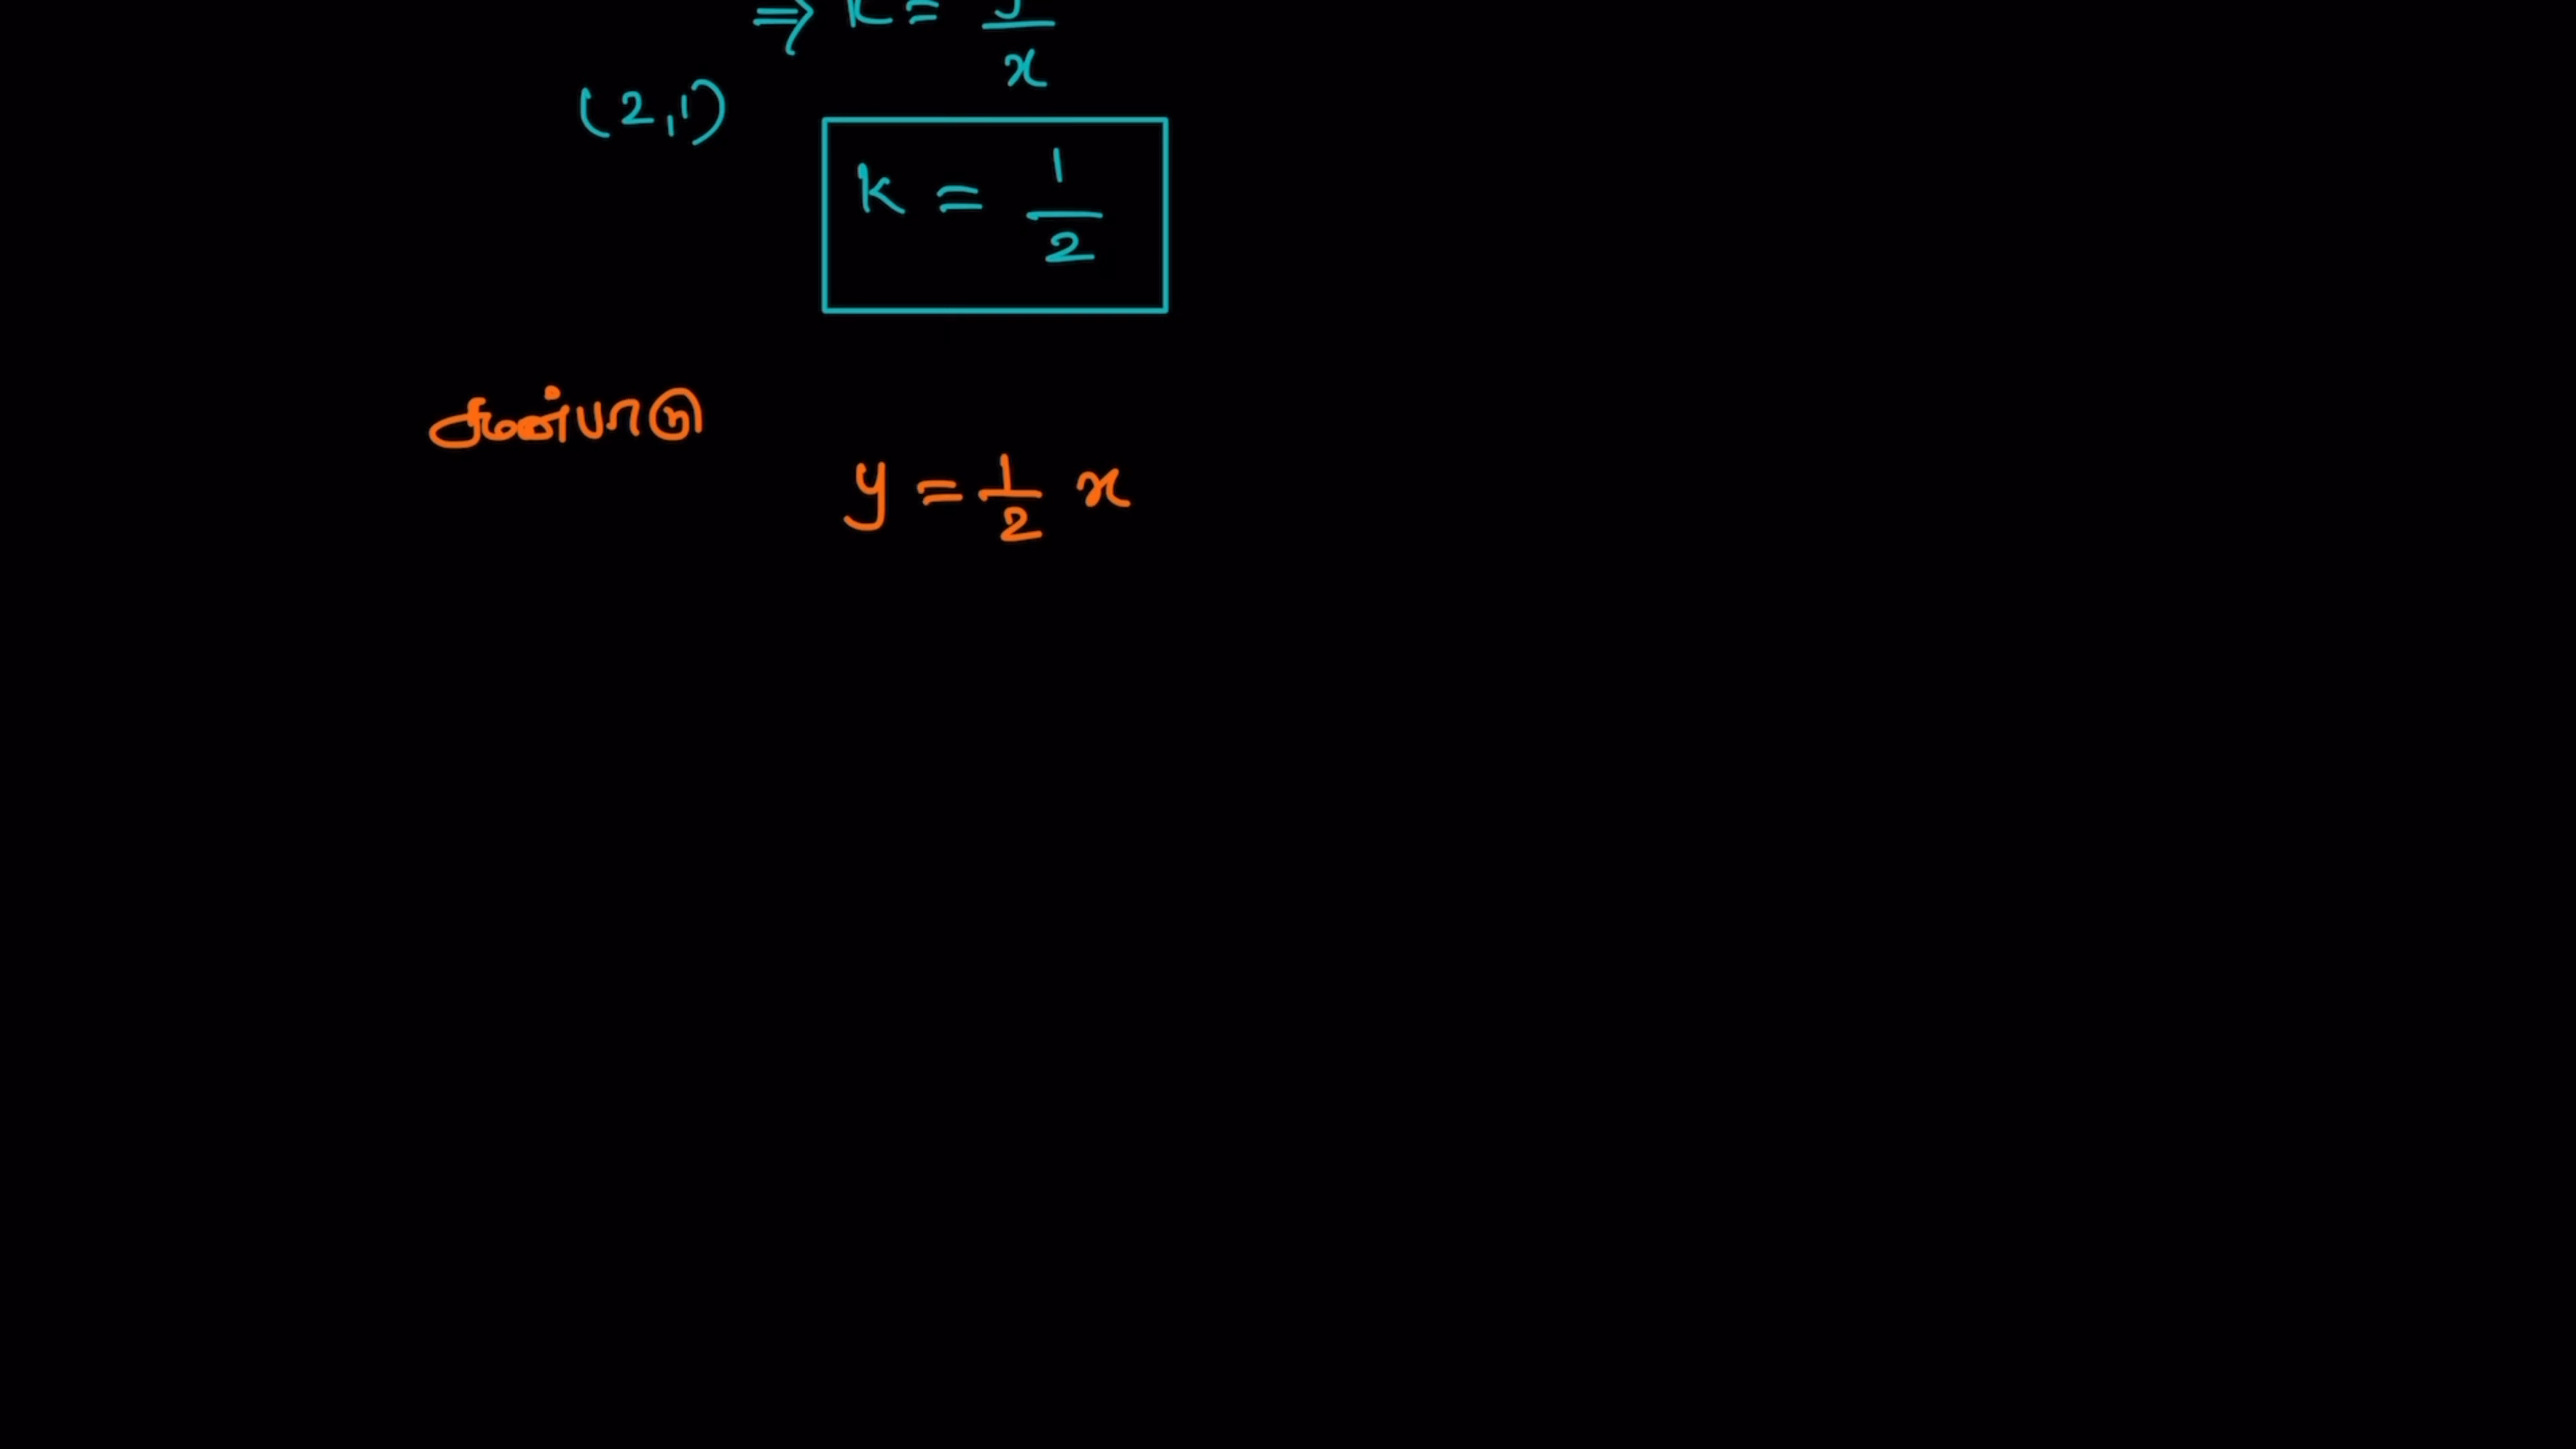 ⇒ k = y/x
(2,1)
k = 1/2
சமன்பாடு
y = 1/2 x